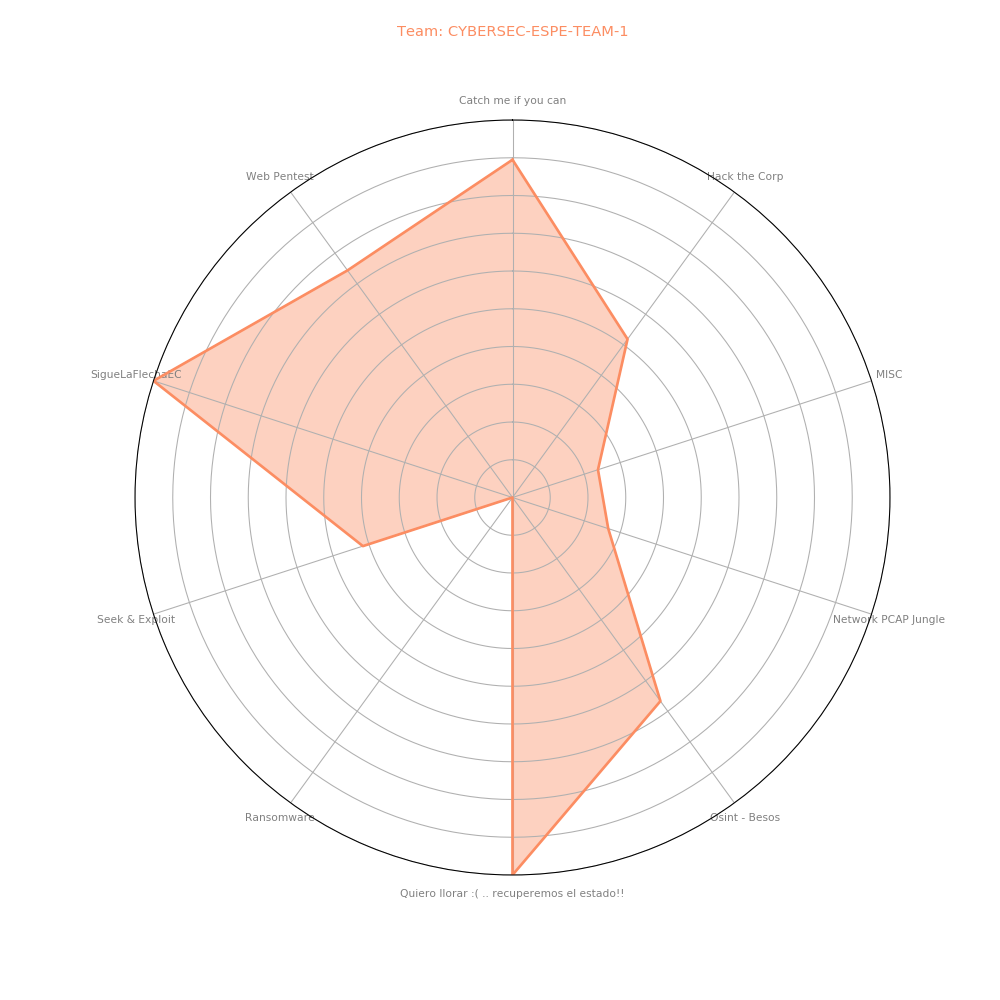 Team: CYBERSEC-ESPE-TEAM-1
Catch me if you can
Web Pentest
Hack the Corp
SigueLaFlechaEC
MISC
Seek & Exploit
Network PCAP Jungle
Ransomware
Osint - Besos
Quiero llorar :( .. recuperemos el estado!!